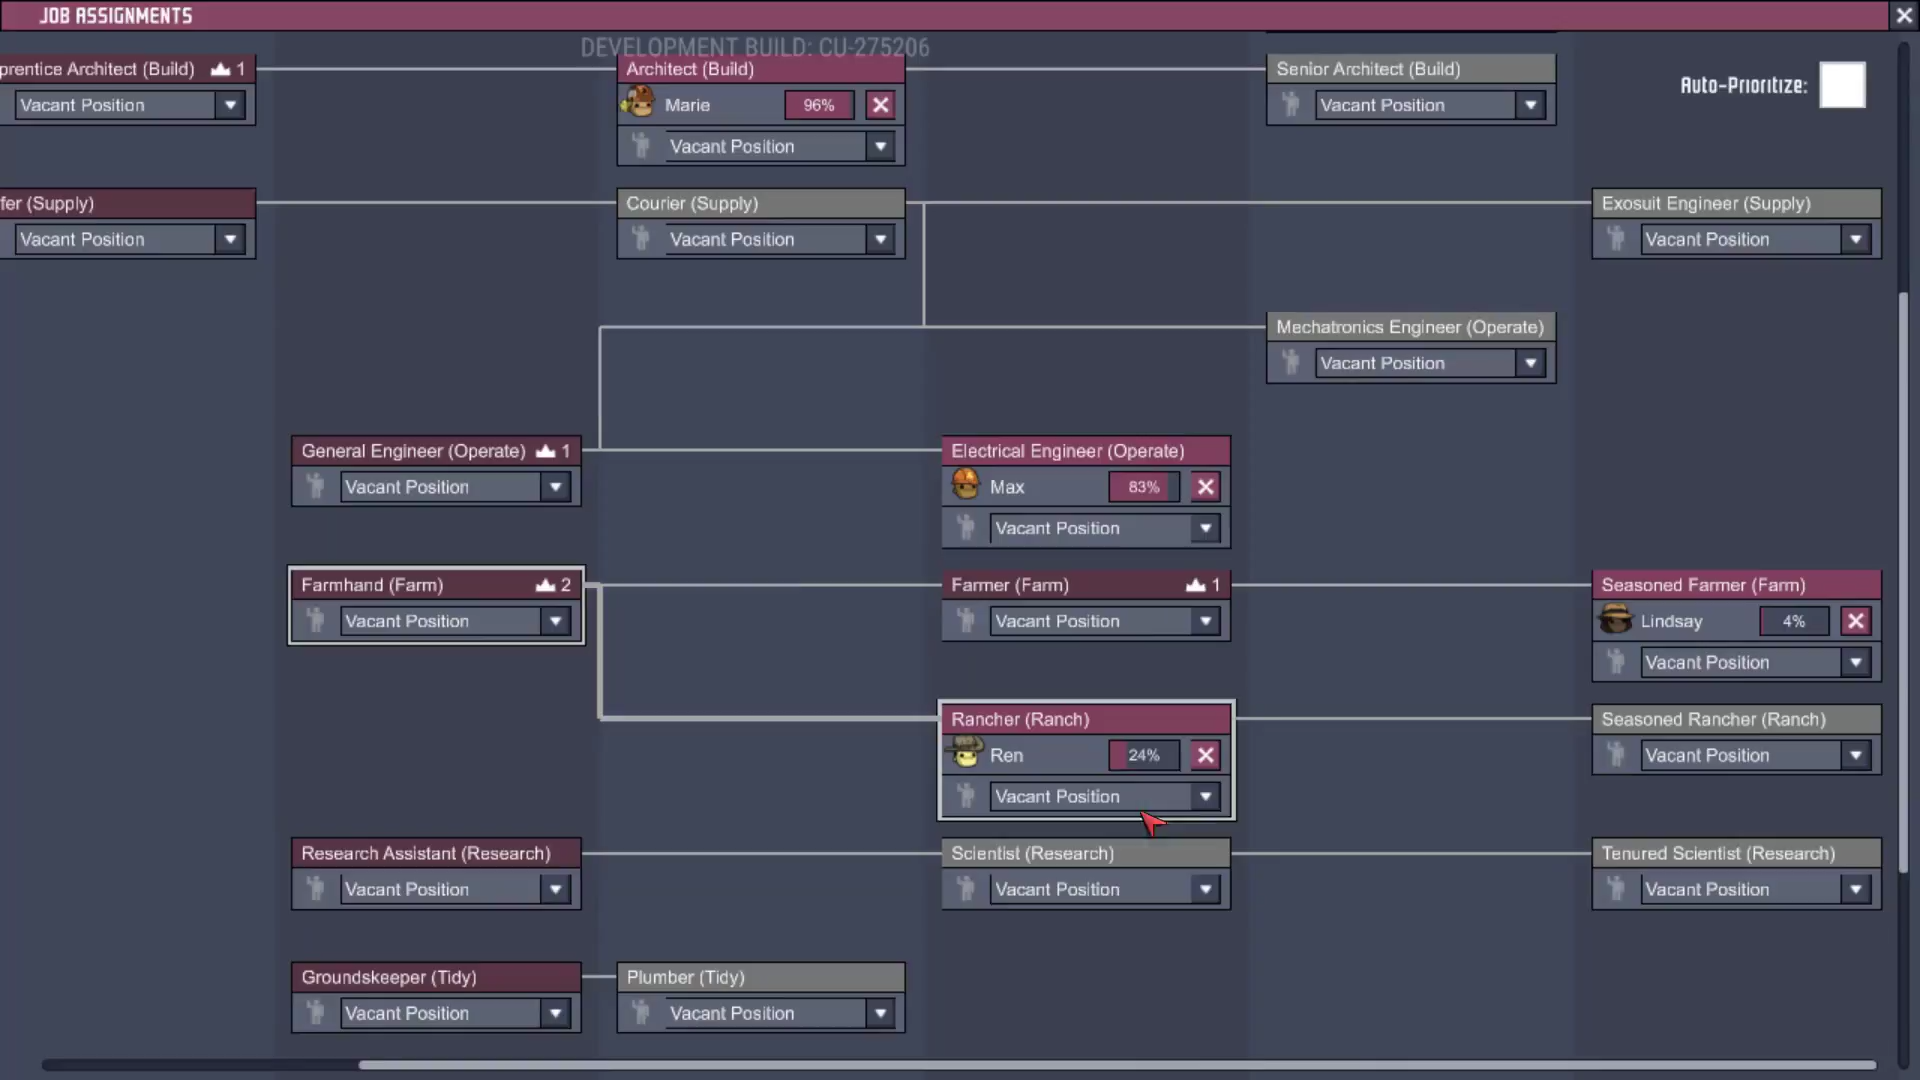 JOB ASSIGNMENTS
DEVELOPMENT BUILD: CU-275206
Auto-Prioritize:
prentice Architect (Build) 1
Vacant Position
Architect (Build)
Marie 96%
Vacant Position
Senior Architect (Build)
Vacant Position
fer (Supply)
Vacant Position
Courier (Supply)
Vacant Position
Exosuit Engineer (Supply)
Vacant Position
Mechatronics Engineer (Operate)
Vacant Position
General Engineer (Operate) 1
Vacant Position
Electrical Engineer (Operate)
Max 83%
Vacant Position
Farmhand (Farm) 2
Vacant Position
Farmer (Farm) 1
Vacant Position
Seasoned Farmer (Farm)
Lindsay 4%
Vacant Position
Rancher (Ranch)
Ren 24%
Vacant Position
Seasoned Rancher (Ranch)
Vacant Position
Research Assistant (Research)
Vacant Position
Scientist (Research)
Vacant Position
Tenured Scientist (Research)
Vacant Position
Groundskeeper (Tidy)
Vacant Position
Plumber (Tidy)
Vacant Position